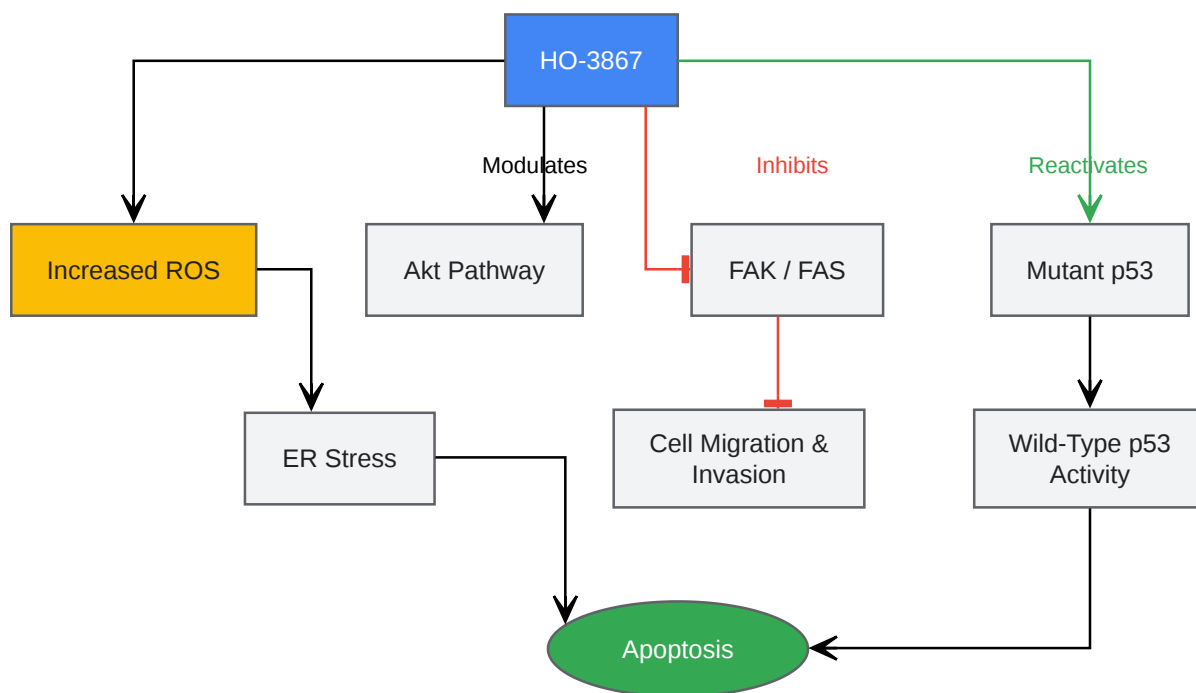 HO-3867
Modulates
Inhibits
Reactivates
Increased ROS
Akt Pathway
FAK / FAS
Mutant p53
ER Stress
Cell Migration &
Invasion
Wild-Type p53
Activity
Apoptosis